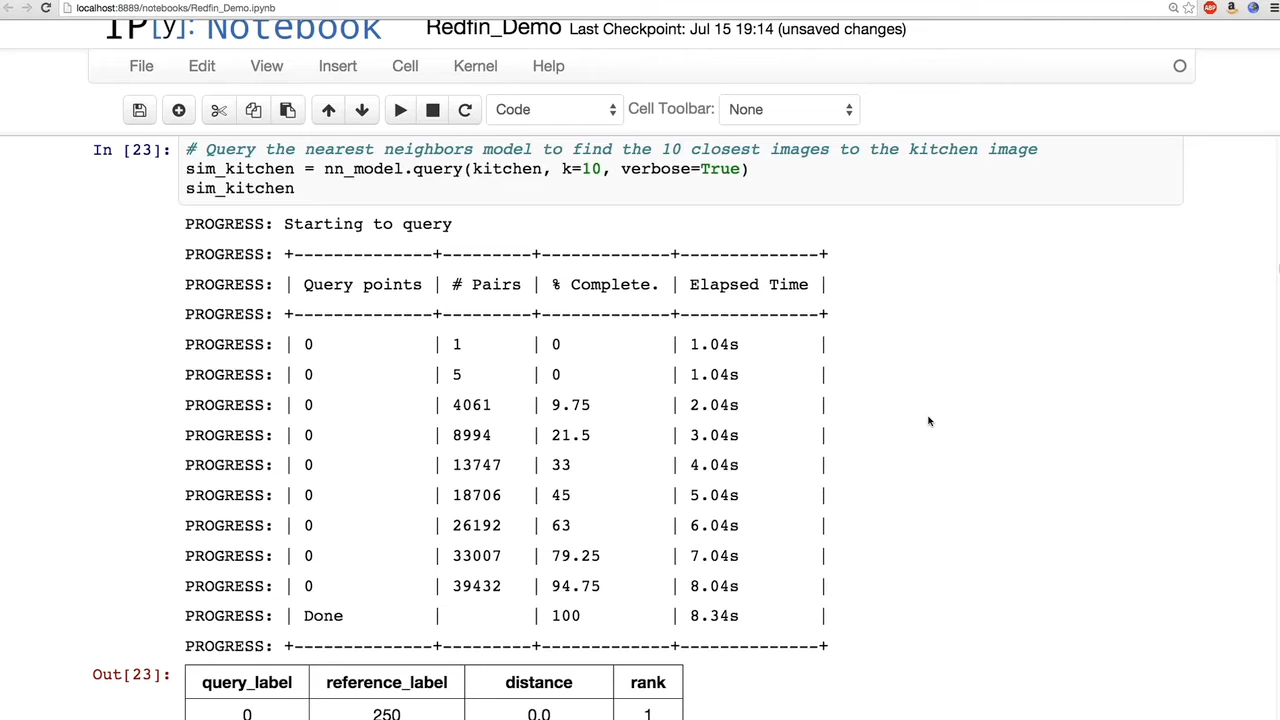 localhost:8889/notebooks/Redfin_Demo.ipynb
ABP
IP[y]: Notebook Redfin_Demo Last Checkpoint: Jul 15 19:14 (unsaved changes)
File Edit View Insert Cell Kernel Help
Code Cell Toolbar: None
In [23]: # Query the nearest neighbors model to find the 10 closest images to the kitchen image
sim_kitchen = nn_model.query(kitchen, k=10, verbose=True)
sim_kitchen
PROGRESS: Starting to query
PROGRESS: +--------------+---------+-------------+--------------+
PROGRESS: | Query points | # Pairs | % Complete. | Elapsed Time |
PROGRESS: +--------------+---------+-------------+--------------+
PROGRESS: | 0 | 1 | 0 | 1.04s |
PROGRESS: | 0 | 5 | 0 | 1.04s |
PROGRESS: | 0 | 4061 | 9.75 | 2.04s |
PROGRESS: | 0 | 8994 | 21.5 | 3.04s |
PROGRESS: | 0 | 13747 | 33 | 4.04s |
PROGRESS: | 0 | 18706 | 45 | 5.04s |
PROGRESS: | 0 | 26192 | 63 | 6.04s |
PROGRESS: | 0 | 33007 | 79.25 | 7.04s |
PROGRESS: | 0 | 39432 | 94.75 | 8.04s |
PROGRESS: | Done | | 100 | 8.34s |
PROGRESS: +--------------+---------+-------------+--------------+
Out[23]: query_label reference_label distance rank
0 250 0.0 1